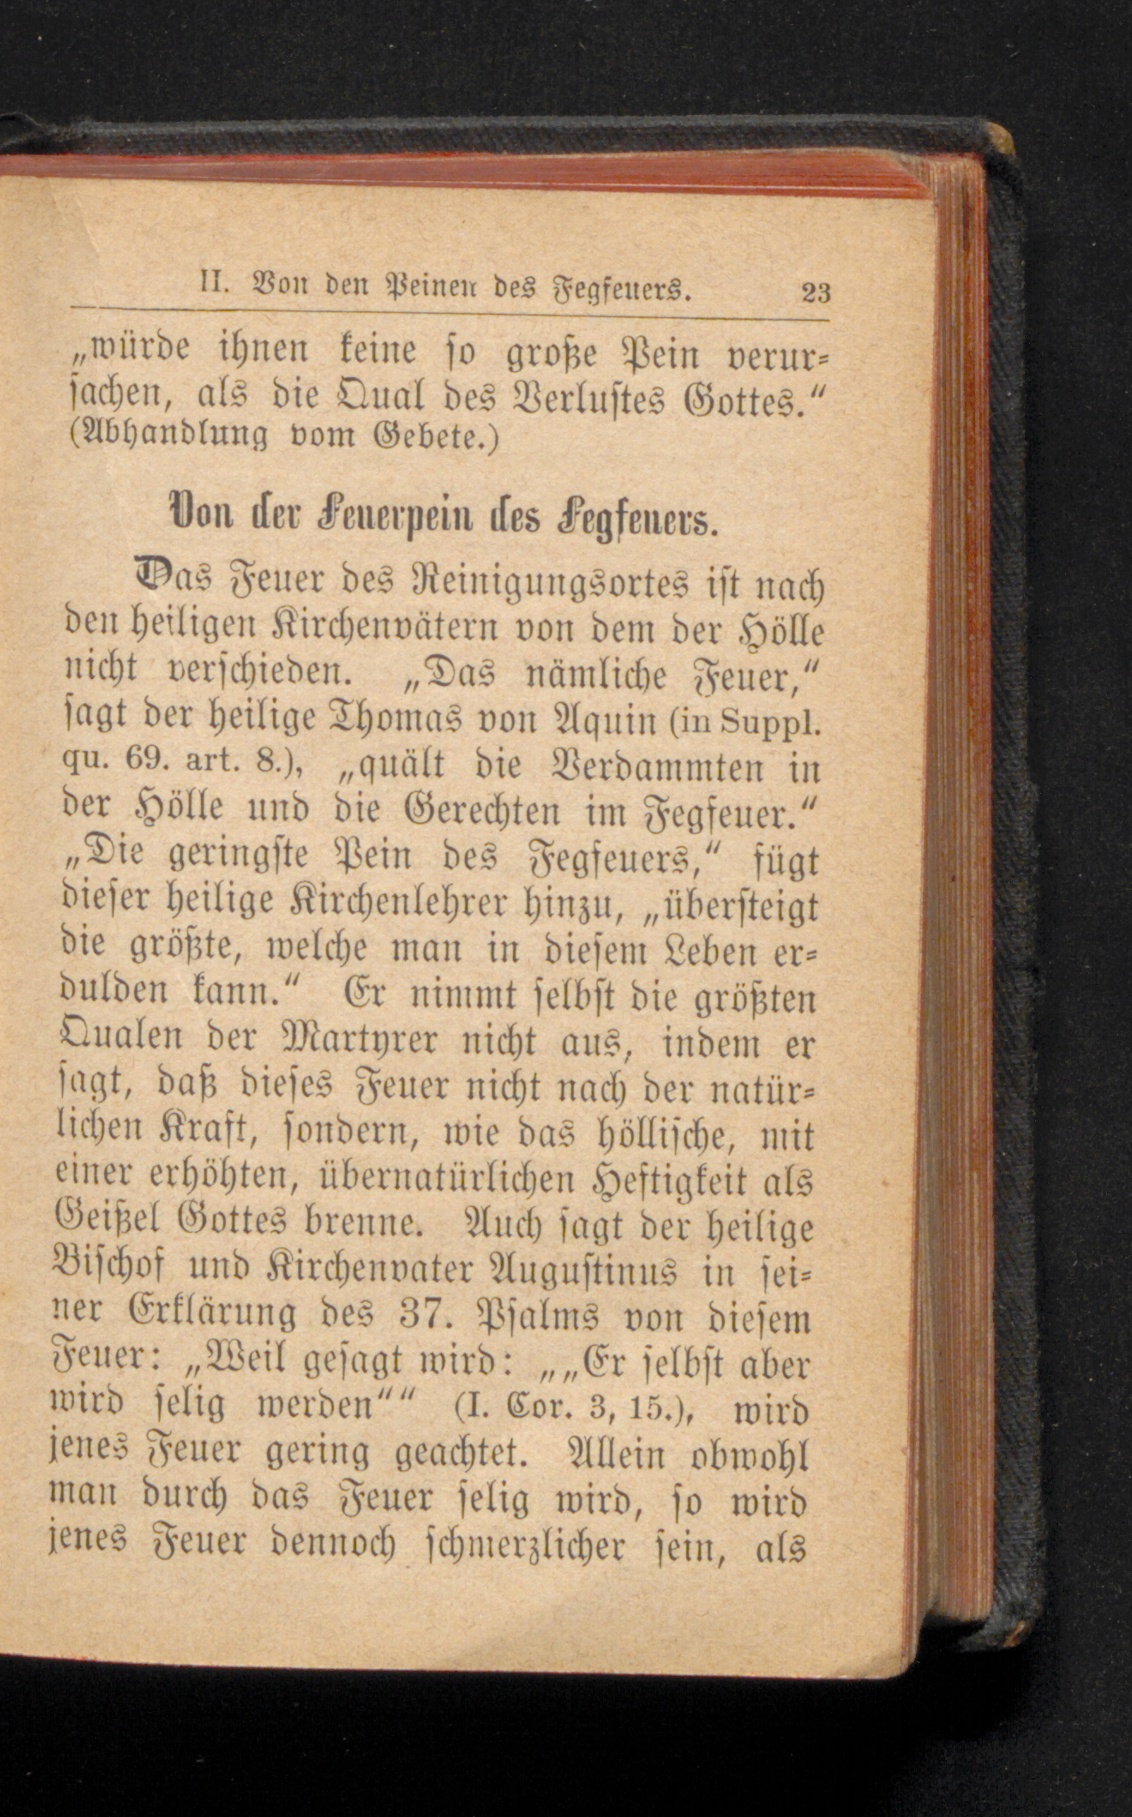 II. Von den Peinen des Fegfeuers. 23
„würde ihnen keine so große Pein verur-
sachen, als die Qual des Verlustes Gottes.“
(Abhandlung vom Gebete.)
Von der Feuerpein des Fegfeuers.
Das Feuer des Reinigungsortes ist nach
den heiligen Kirchenvätern von dem der Hölle
nicht verschieden. „Das nämliche Feuer,“
sagt der heilige Thomas von Aquin (in Suppl.
qu. 69. art. 8.), „quält die Verdammten in
der Hölle und die Gerechten im Fegfeuer.“
„Die geringste Pein des Fegfeuers,“ fügt
dieser heilige Kirchenlehrer hinzu, „übersteigt
die größte, welche man in diesem Leben er-
dulden kann.“ Er nimmt selbst die größten
Qualen der Martyrer nicht aus, indem er
sagt, daß dieses Feuer nicht nach der natür-
lichen Kraft, sondern, wie das höllische, mit
einer erhöhten, übernatürlichen Heftigkeit als
Geißel Gottes brenne. Auch sagt der heilige
Bischof und Kirchenvater Augustinus in sei-
ner Erklärung des 37. Psalms von diesem
Feuer: „Weil gesagt wird: „„Er selbst aber
wird selig werden““ (I. Cor. 3, 15.), wird
jenes Feuer gering geachtet. Allein obwohl
man durch das Feuer selig wird, so wird
jenes Feuer dennoch schmerzlicher sein, als